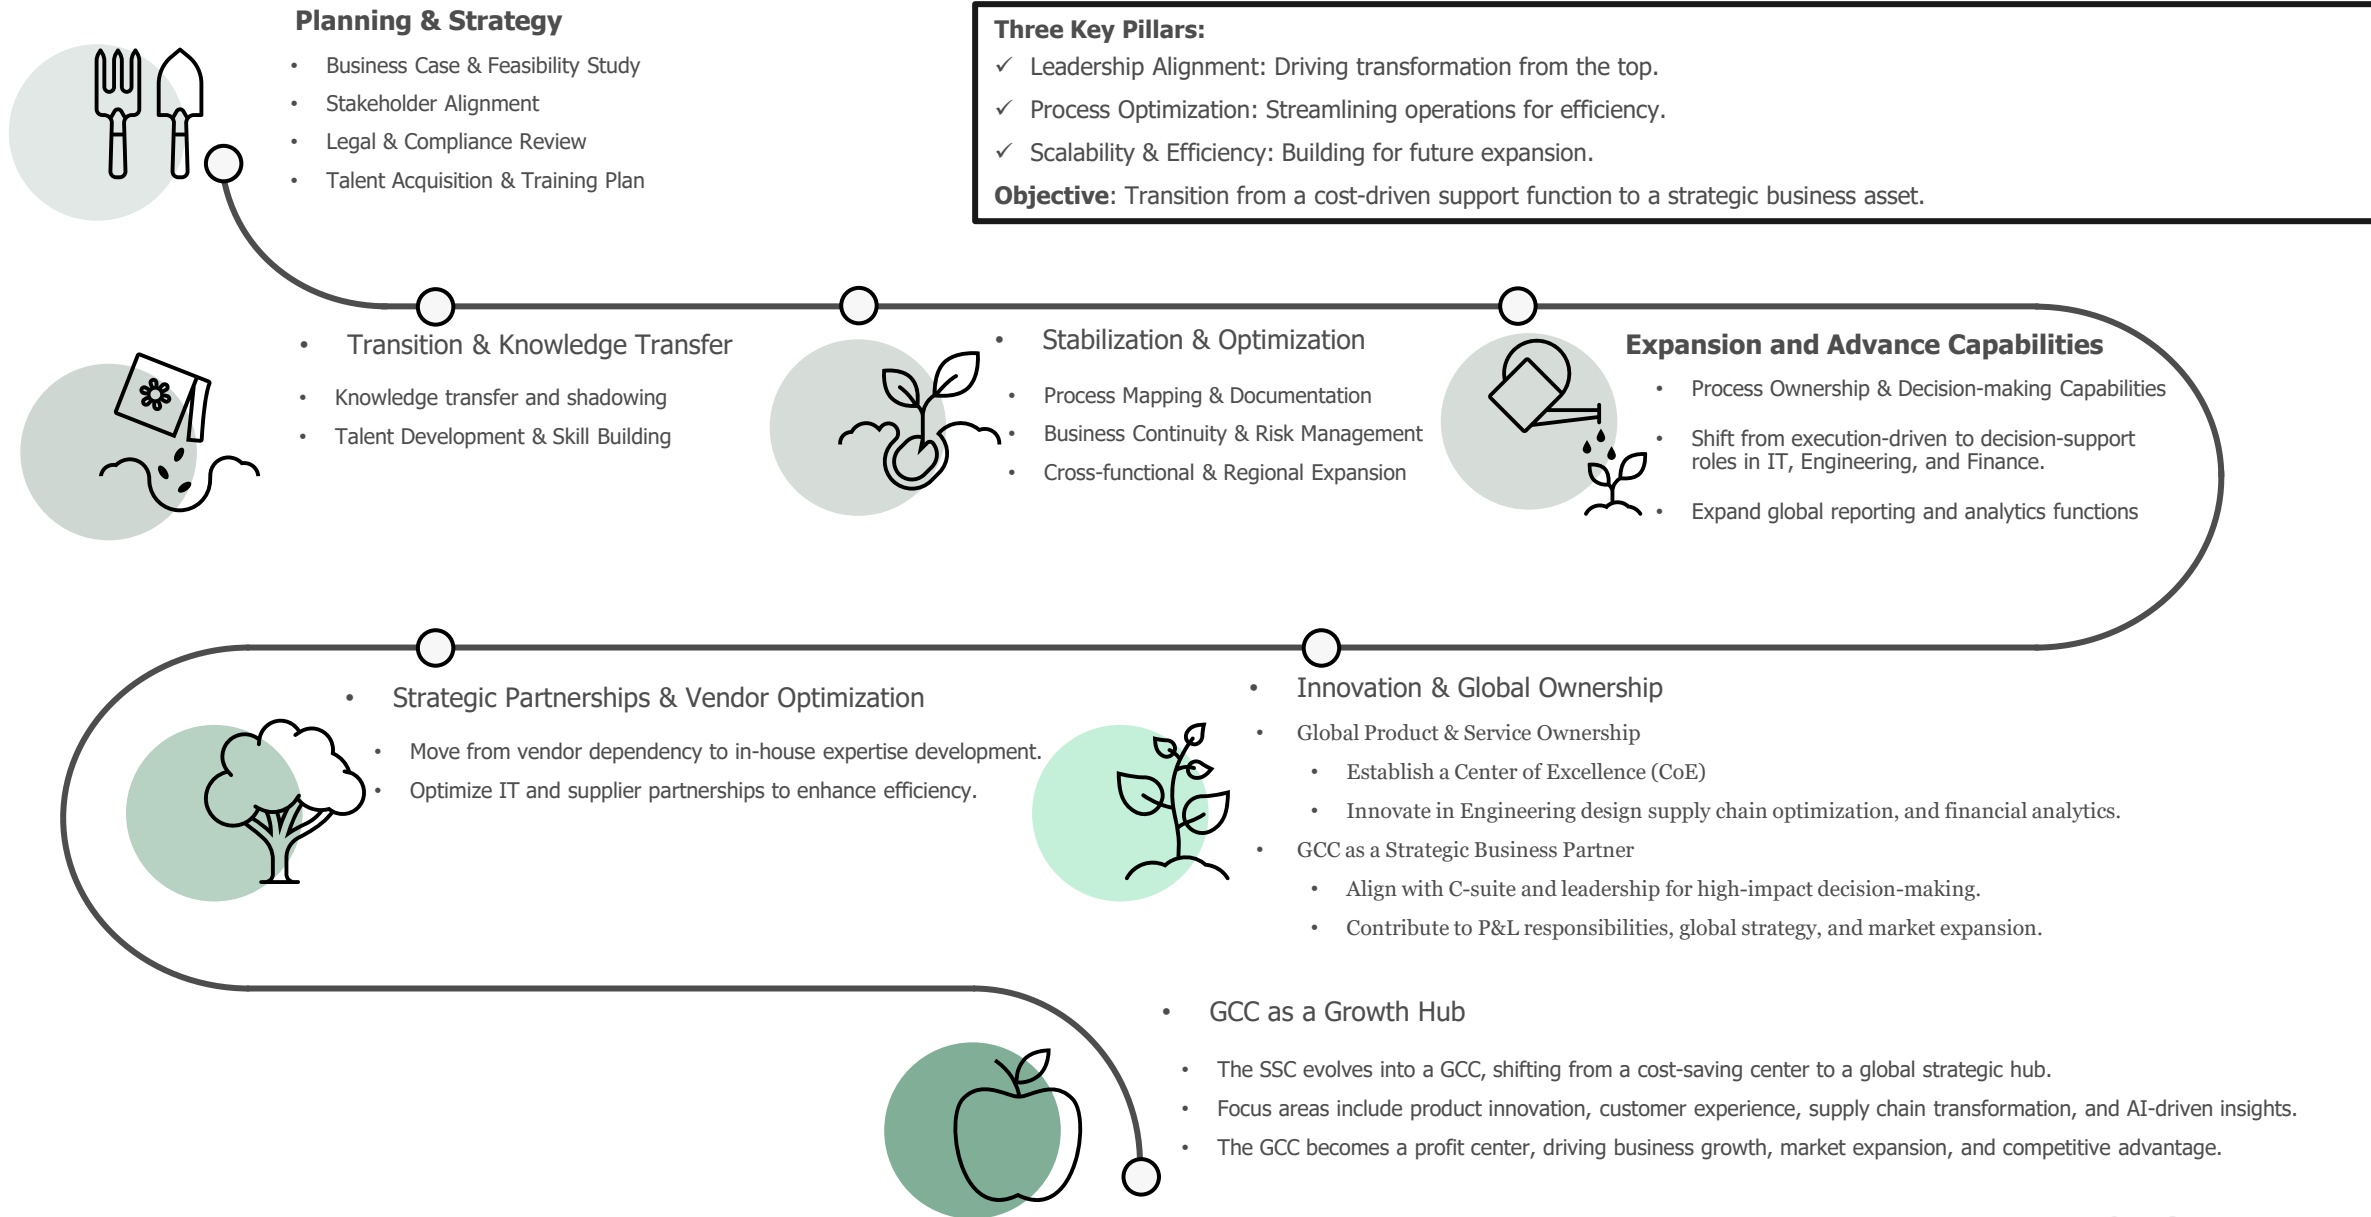 Planning & Strategy
• Business Case & Feasibility Study
• Stakeholder Alignment
• Legal & Compliance Review
• Talent Acquisition & Training Plan
Three Key Pillars:
✓ Leadership Alignment: Driving transformation from the top.
✓ Process Optimization: Streamlining operations for efficiency.
✓ Scalability & Efficiency: Building for future expansion.
Objective: Transition from a cost-driven support function to a strategic business asset.
• Transition & Knowledge Transfer
• Knowledge transfer and shadowing
• Talent Development & Skill Building
• Stabilization & Optimization
• Process Mapping & Documentation
• Business Continuity & Risk Management
• Cross-functional & Regional Expansion
Expansion and Advance Capabilities
• Process Ownership & Decision-making Capabilities
• Shift from execution-driven to decision-support
roles in IT, Engineering, and Finance.
• Expand global reporting and analytics functions
• Innovation & Global Ownership
• Global Product & Service Ownership
• Establish a Center of Excellence (CoE)
• Innovate in Engineering design supply chain optimization, and financial analytics.
• GCC as a Strategic Business Partner
• Align with C-suite and leadership for high-impact decision-making.
• Contribute to P&L responsibilities, global strategy, and market expansion.
• Strategic Partnerships & Vendor Optimization
• Move from vendor dependency to in-house expertise development.
• Optimize IT and supplier partnerships to enhance efficiency.
• GCC as a Growth Hub
• The SSC evolves into a GCC, shifting from a cost-saving center to a global strategic hub.
• Focus areas include product innovation, customer experience, supply chain transformation, and AI-driven insights.
• The GCC becomes a profit center, driving business growth, market expansion, and competitive advantage.